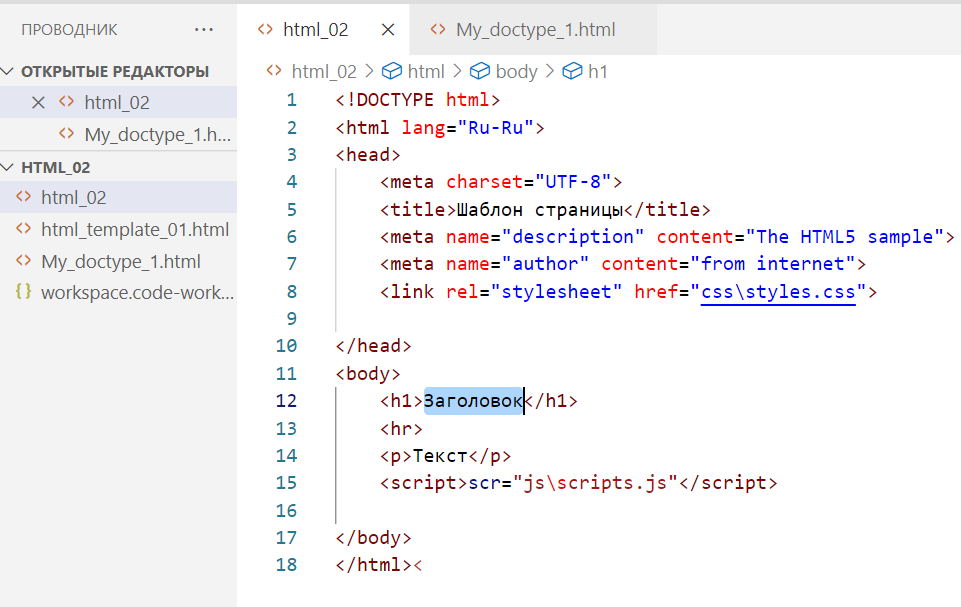 ПРОВОДНИК ...
ОТКРЫТЫЕ РЕДАКТОРЫ
html_02
My_doctype_1.h...
HTML_02
html_02
html_template_01.html
My_doctype_1.html
{} workspace.code-work...
html_02
My_doctype_1.html
html_02 > html > body > h1
1 <!DOCTYPE html>
2 <html lang="Ru-Ru">
3 <head>
4 <meta charset="UTF-8">
5 <title>Шаблон страницы</title>
6 <meta name="description" content="The HTML5 sample">
7 <meta name="author" content="from internet">
8 <link rel="stylesheet" href="css\styles.css">
9
10 </head>
11 <body>
12 <h1>Заголовок</h1>
13 <hr>
14 <p>Текст</p>
15 <script>scr="js\scripts.js"</script>
16
17 </body>
18 </html><